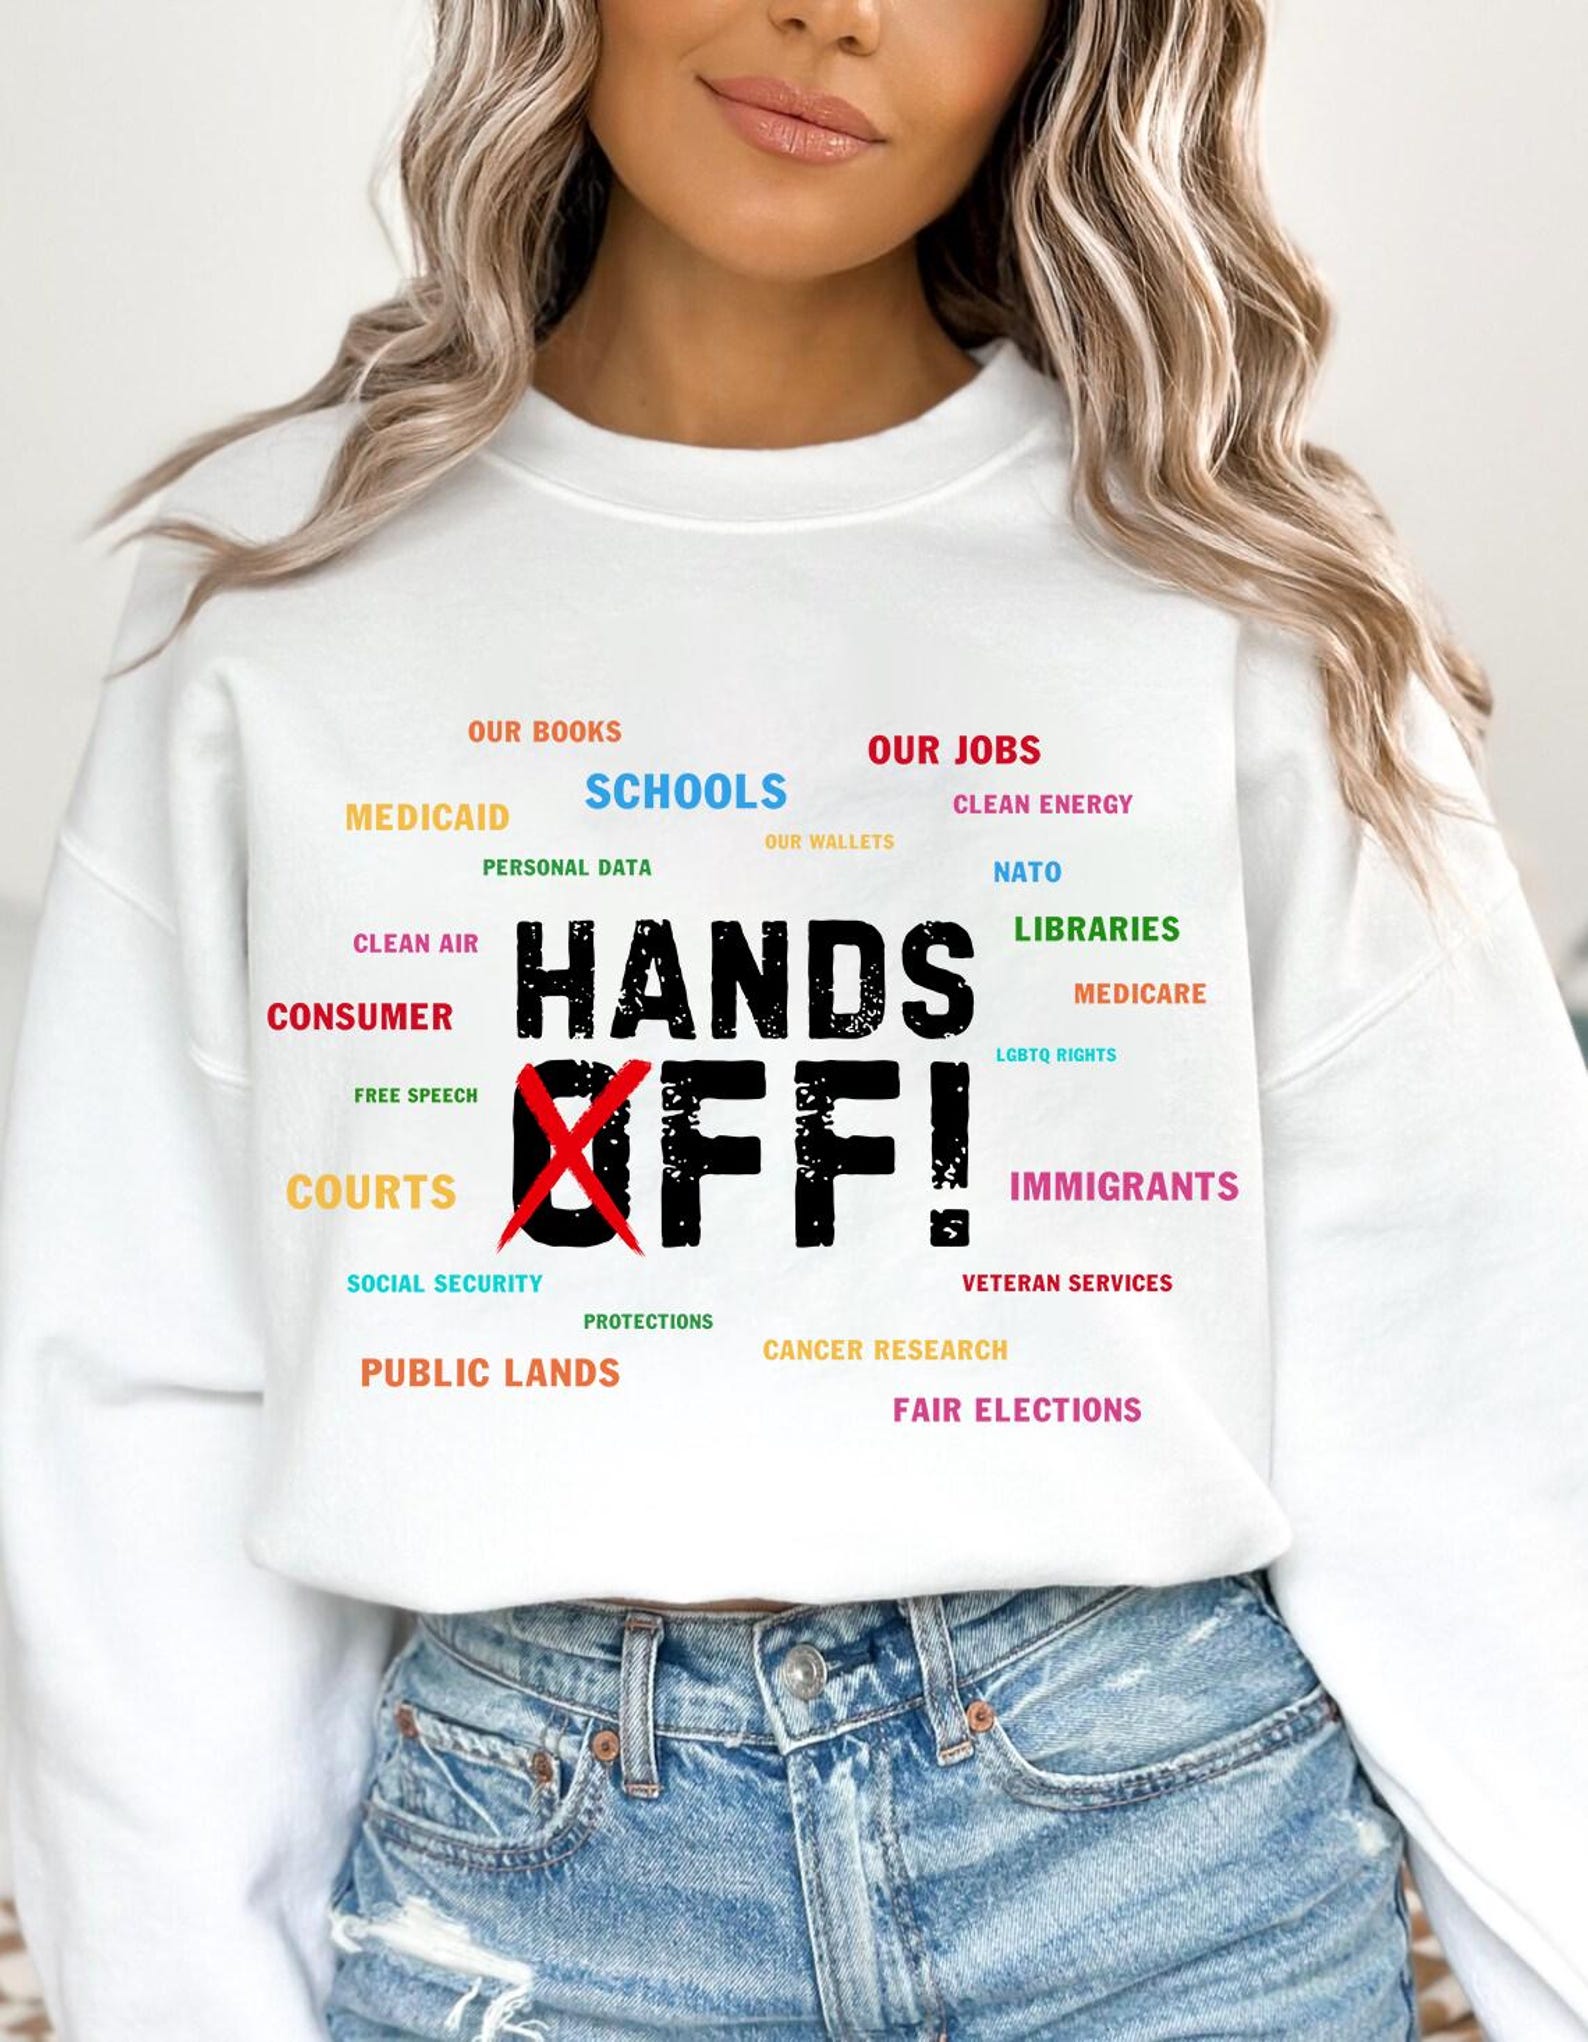 OUR BOOKS
OUR JOBS
SCHOOLS
CLEAN ENERGY
MEDICAID
OUR WALLETS
PERSONAL DATA
NATO
LIBRARIES
CLEAN AIR
HANDS
MEDICARE
CONSUMER
LGBTQ RIGHTS
FREE SPEECH
OFF!
COURTS
IMMIGRANTS
SOCIAL SECURITY
VETERAN SERVICES
PROTECTIONS
CANCER RESEARCH
PUBLIC LANDS
FAIR ELECTIONS